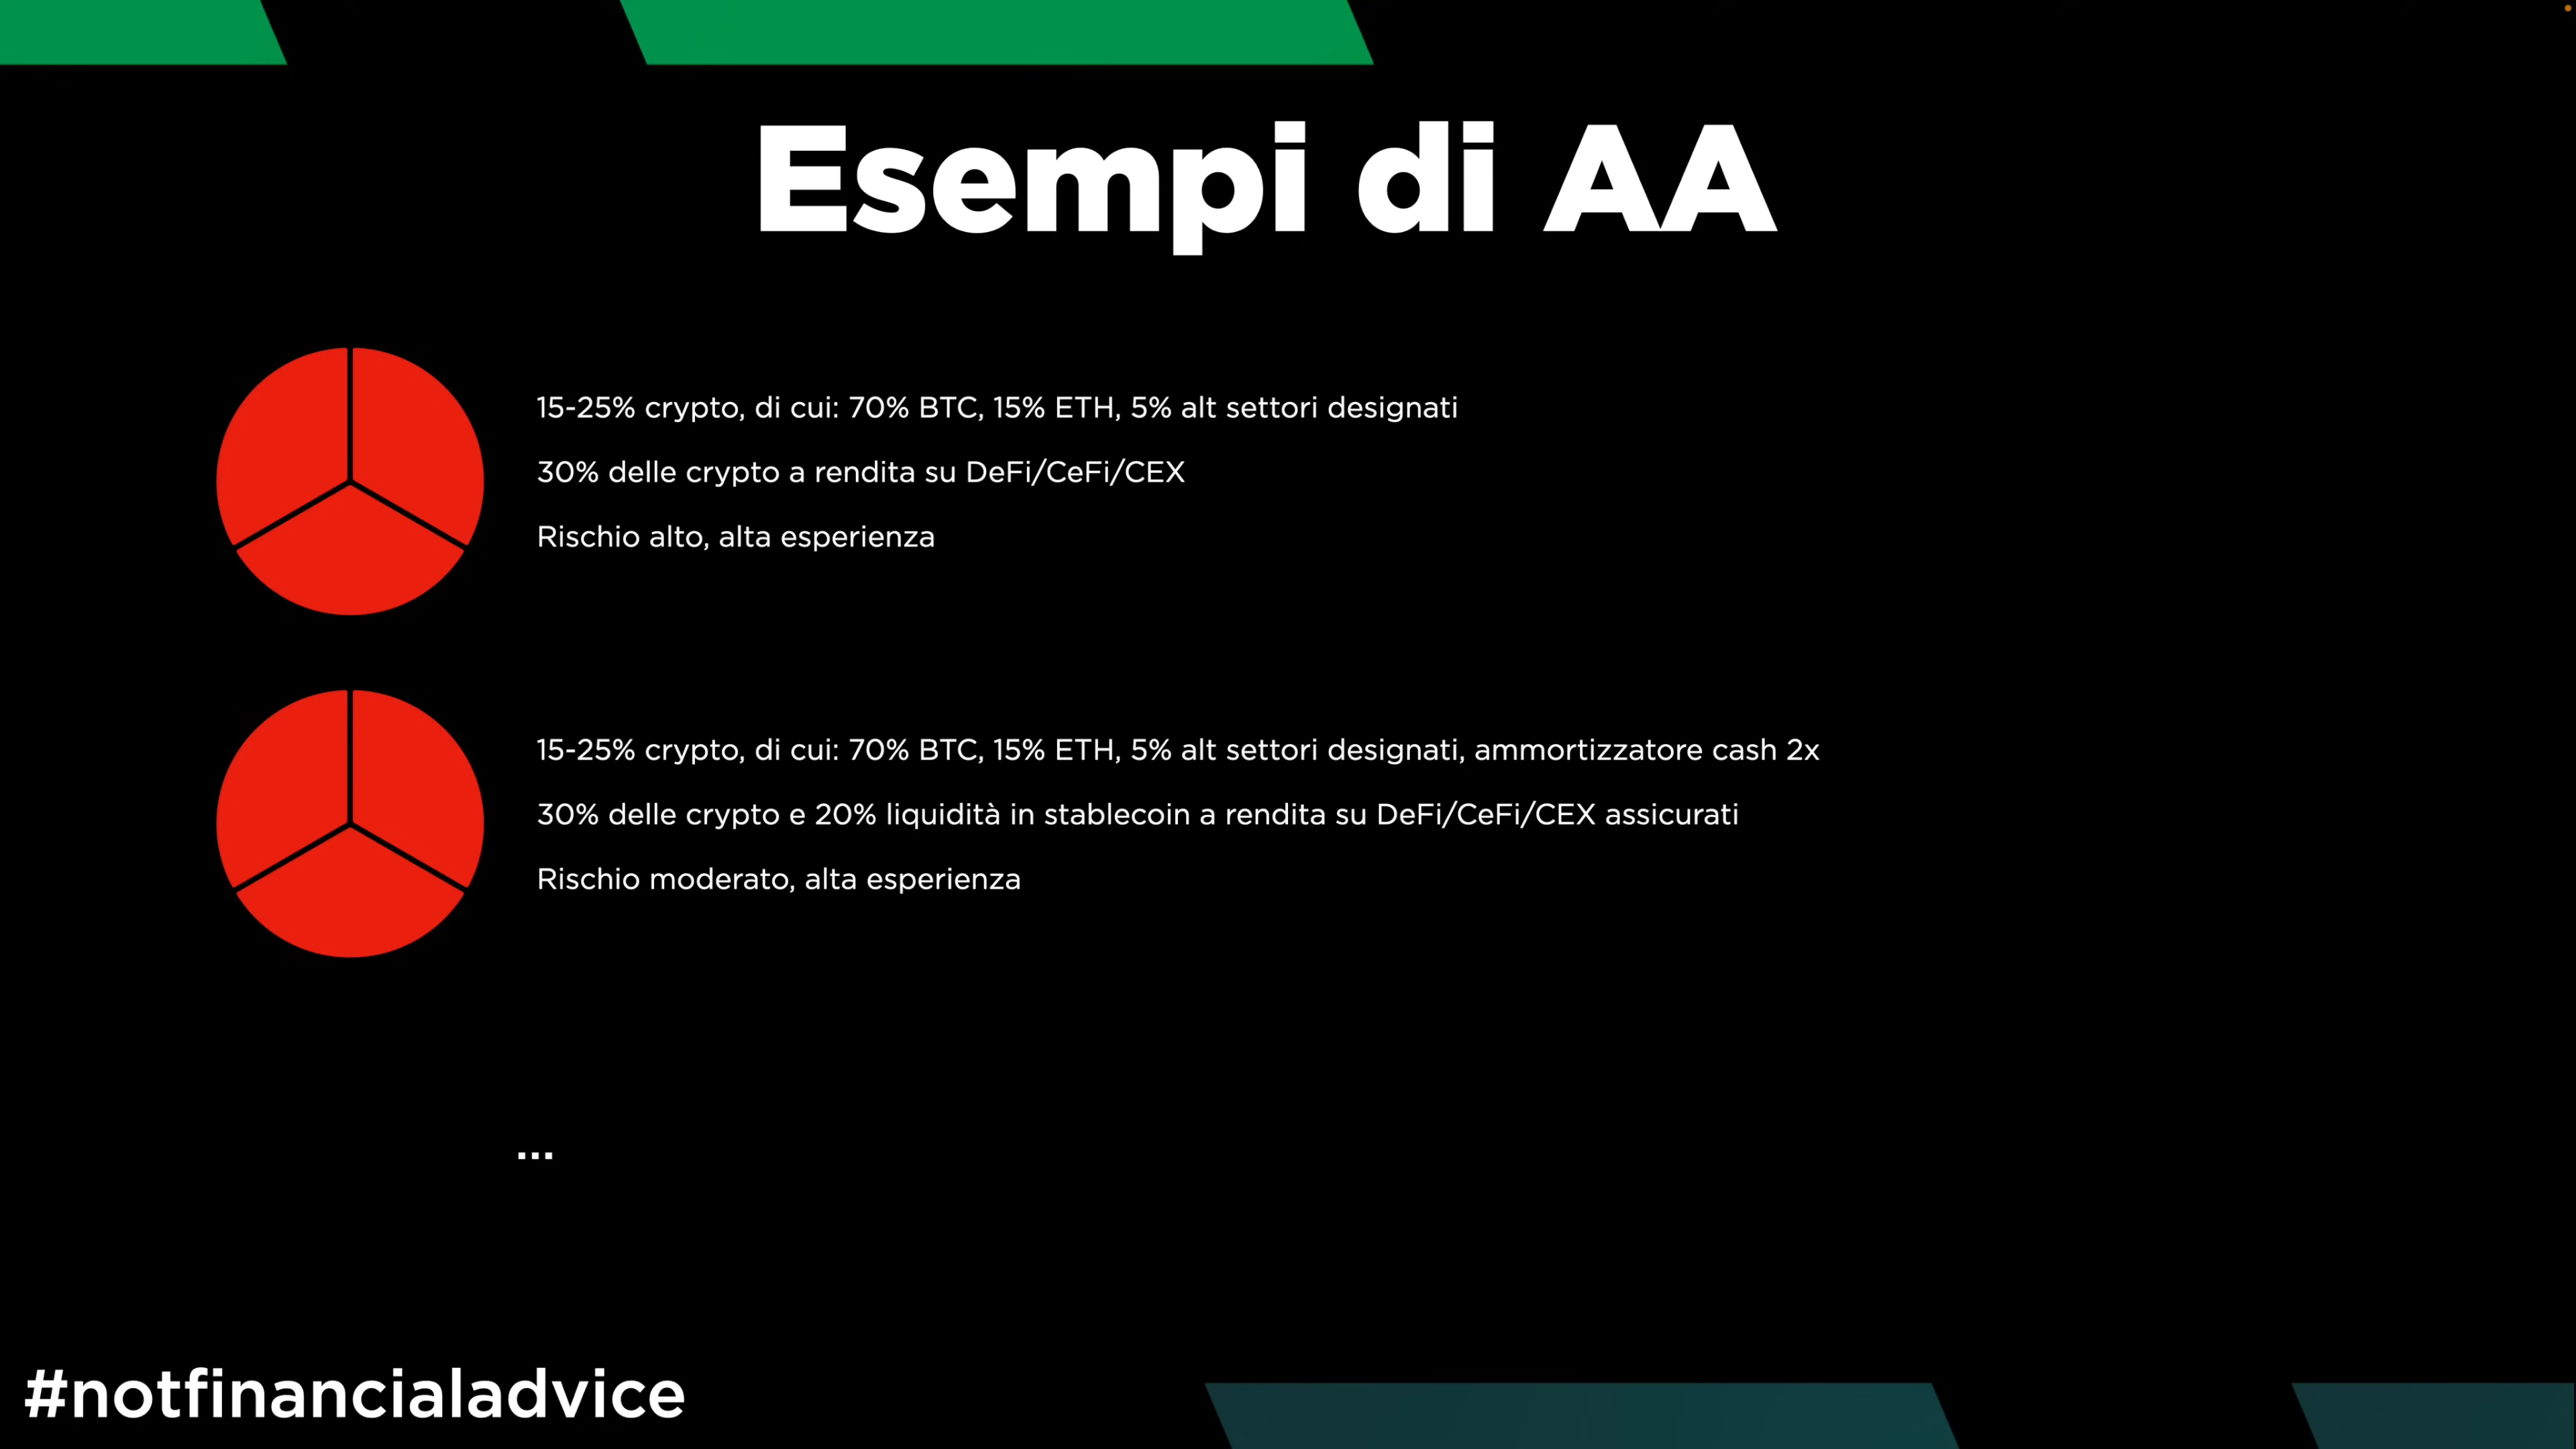 Esempi di AA
15-25% crypto, di cui: 70% BTC, 15% ETH, 5% alt settori designati
30% delle crypto a rendita su DeFi/CeFi/CEX
Rischio alto, alta esperienza
15-25% crypto, di cui: 70% BTC, 15% ETH, 5% alt settori designati, ammortizzatore cash 2x
30% delle crypto e 20% liquidità in stablecoin a rendita su DeFi/CeFi/CEX assicurati
Rischio moderato, alta esperienza
...
#notfinancialadvice